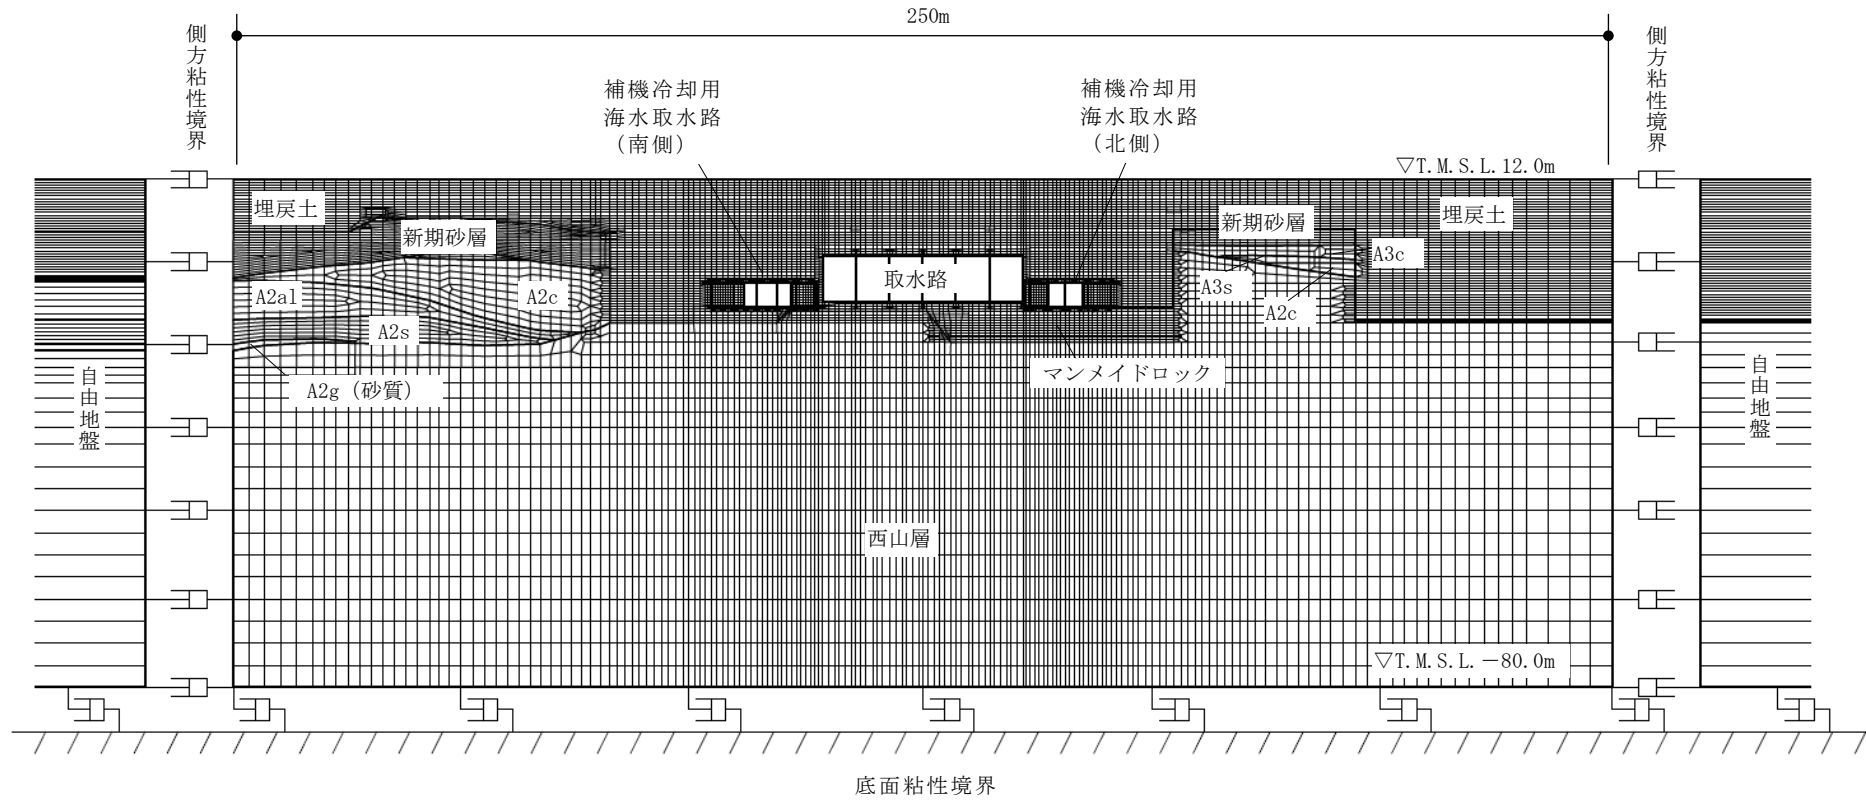 250m
側方粘性境界
側方粘性境界
補機冷却用
海水取水路
（南側）
補機冷却用
海水取水路
（北側）
▽T.M.S.L.12.0m
埋戻土
新期砂層
新期砂層
埋戻土
A3c
取水路
A2al
A2c
A3s
A2c
A2s
A2g（砂質）
マンメイドロック
自由地盤
自由地盤
西山層
▽T.M.S.L.－80.0m
底面粘性境界